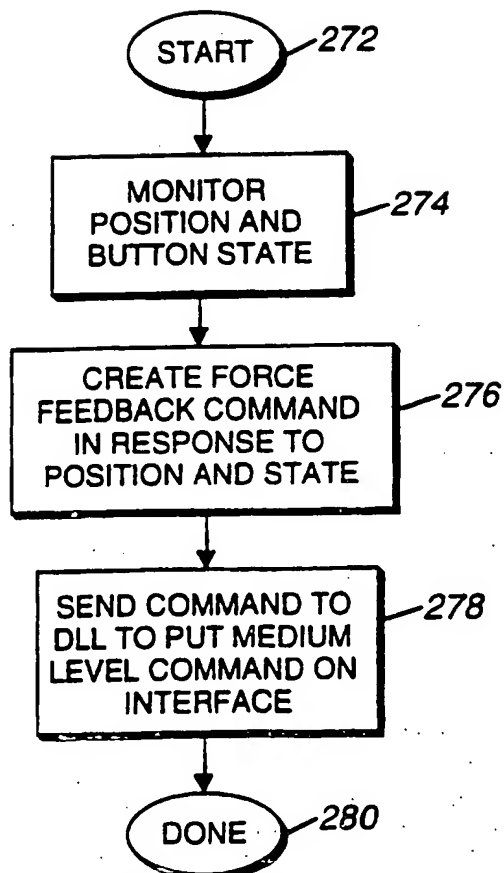 START
272
MONITOR
POSITION AND
BUTTON STATE
274
CREATE FORCE
FEEDBACK COMMAND
IN RESPONSE TO
POSITION AND STATE
276
SEND COMMAND TO
DLL TO PUT MEDIUM
LEVEL COMMAND ON
INTERFACE
278
DONE
280